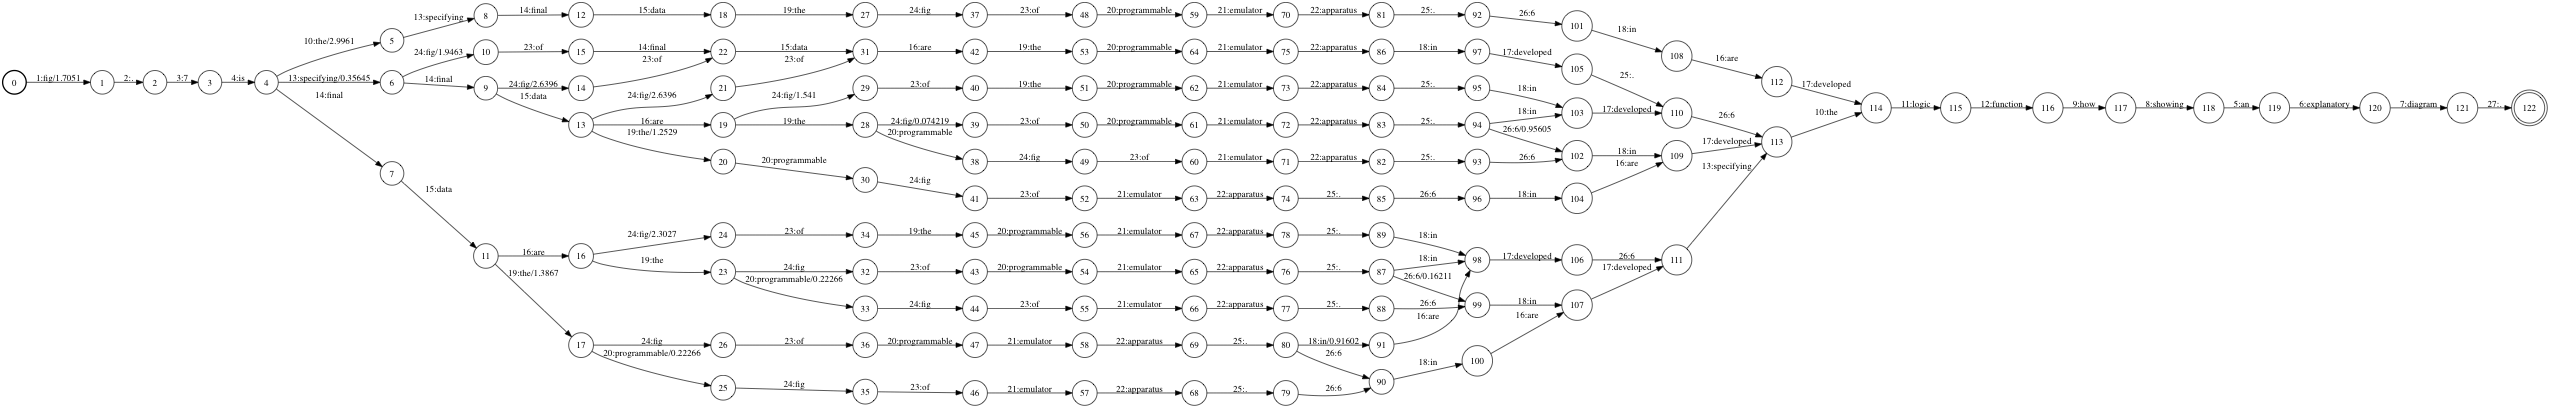 10:the/2.9961 13:specifying 8 14:final 12 15:data 18 19:the 27 24:fig 37 23:of 48 20:programmable 59 21:emulator 70 22:apparatus 81 25:. 92 26:6 101 18:in 108 16:are 112 17:developed
5 24:fig/1.9463 10 23:of 15 14:final 22 15:data 31 16:are 42 19:the 53 20:programmable 64 21:emulator 75 22:apparatus 86 18:in 97 17:developed 105 25:.
23:of 23:of
0 1:fig/1.7051 1 2:. 2 3:7 3 4:is 4 13:specifying/0.35645 6 14:final 9 24:fig/2.6396 14 24:fig/2.6396 21 24:fig/1.541 29 23:of 40 19:the 51 20:programmable 62 21:emulator 73 22:apparatus 84 25:. 95 18:in 103 17:developed 110 26:6
14:final 15:data
13 16:are 19 19:the 28 24:fig/0.074219 39 23:of 50 20:programmable 61 21:emulator 72 22:apparatus 83 25:. 94 18:in 26:6/0.95605
113 10:the 114 11:logic 115 12:function 116 9:how 117 8:showing 118 5:an 119 6:explanatory 120 7:diagram 121 27:. 122
19:the/1.2529 20 20:programmable 38 24:fig 49 23:of 60 21:emulator 71 22:apparatus 82 25:. 93 26:6 102 18:in 109 17:developed
7 20:programmable 30 24:fig 41 23:of 52 21:emulator 63 22:apparatus 74 25:. 85 26:6 96 18:in 104 16:are 13:specifying
15:data 24:fig/2.3027 24 23:of 34 19:the 45 20:programmable 56 21:emulator 67 22:apparatus 78 25:. 89 18:in
11 16:are 16 19:the 23 24:fig 32 23:of 43 20:programmable 54 21:emulator 65 22:apparatus 76 25:. 87 18:in 98 17:developed 106 26:6 111
19:the/1.3867 20:programmable/0.22266 26:6/0.16211 17:developed
33 24:fig 44 23:of 55 21:emulator 66 22:apparatus 77 25:. 88 26:6 99 18:in 107
16:are 16:are
17 24:fig 26 23:of 36 20:programmable 47 21:emulator 58 22:apparatus 69 25:. 80 18:in/0.91602 91
20:programmable/0.22266 26:6 18:in 100
25 24:fig 35 23:of 46 21:emulator 57 22:apparatus 68 25:. 79 26:6 90